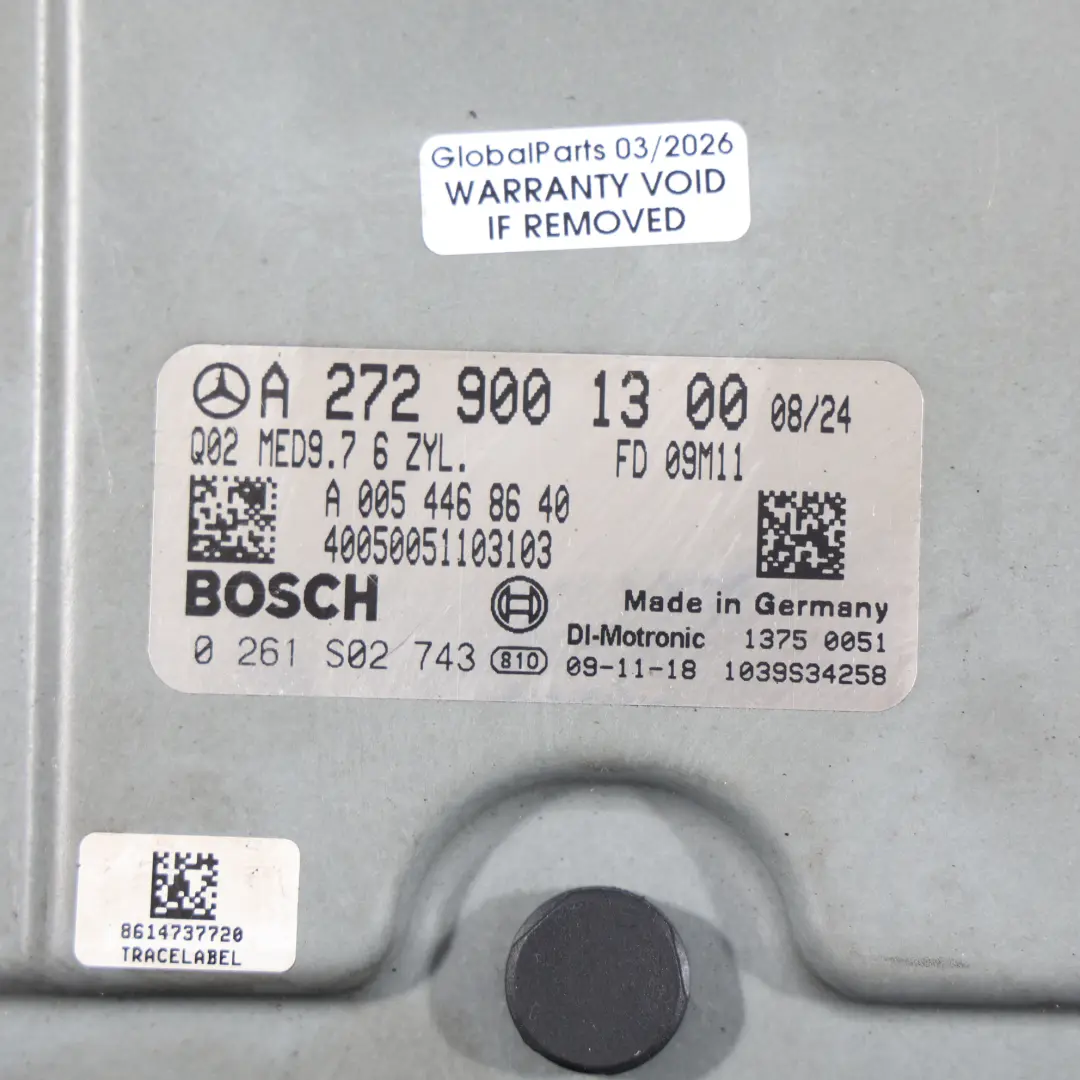 GlobalParts 03/2026
WARRANTY VOID
IF REMOVED
A 272 900 13 00 08/24
Q02 MED9.7 6 ZYL. FD 09M11
A 005 446 86 40
40050051103103
BOSCH
Made in Germany
DI-Motronic 1375 0051
0 261 S02 743 810 09-11-18 1039S34258
8614737720
TRACELABEL